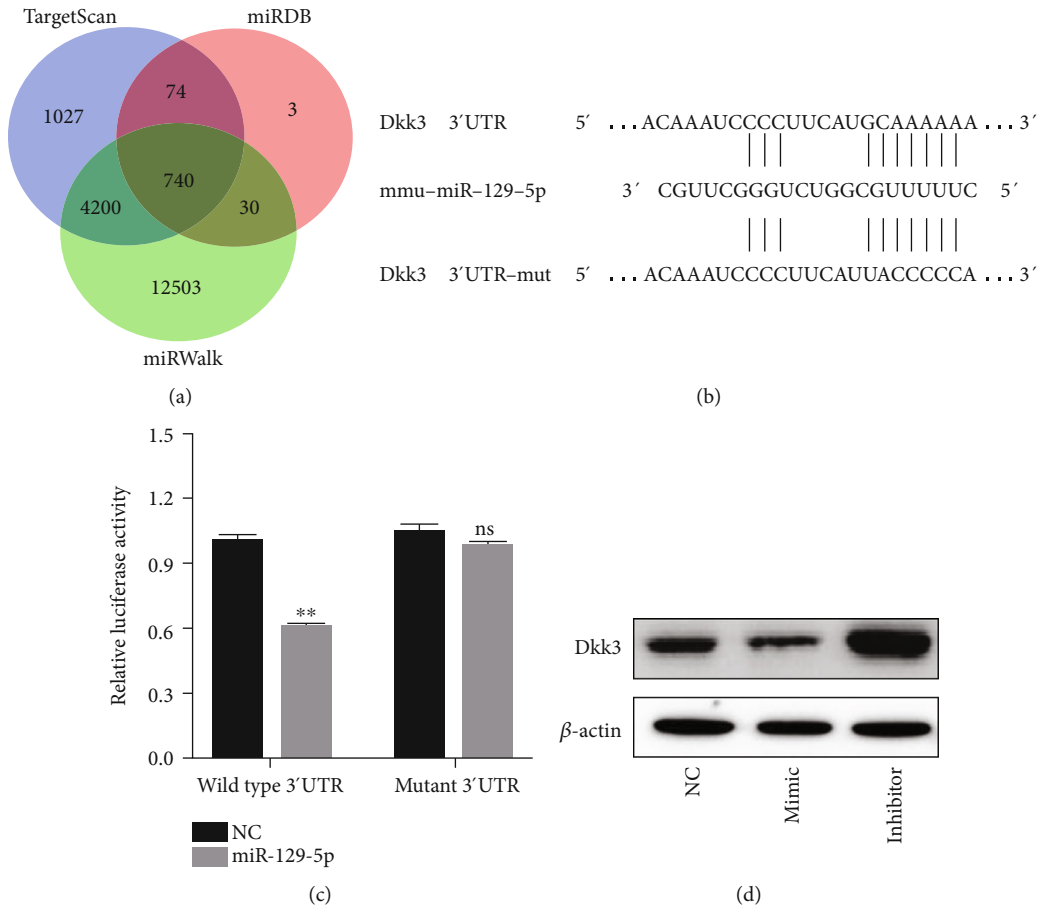 TargetScan
miRDB
74
1027
3
740
4200
30
12503
miRWalk
(a)
Dkk3 3′UTR 5′ ...ACAAAUCCCCUUCAUGCAAAAAA...3′
mmu–miR–129–5p 3′ CGUUCGGGUCUGGCGUUUUUC 5′
Dkk3 3′UTR–mut 5′ ...ACAAAUCCCCUUCAUUACCCCCA...3′
(b)
Relative luciferase activity
1.5
1.2
0.9
0.6
0.3
0.0
**
ns
Wild type 3′UTR
Mutant 3′UTR
NC
miR-129-5p
(c)
Dkk3
β-actin
NC
Mimic
Inhibitor
(d)